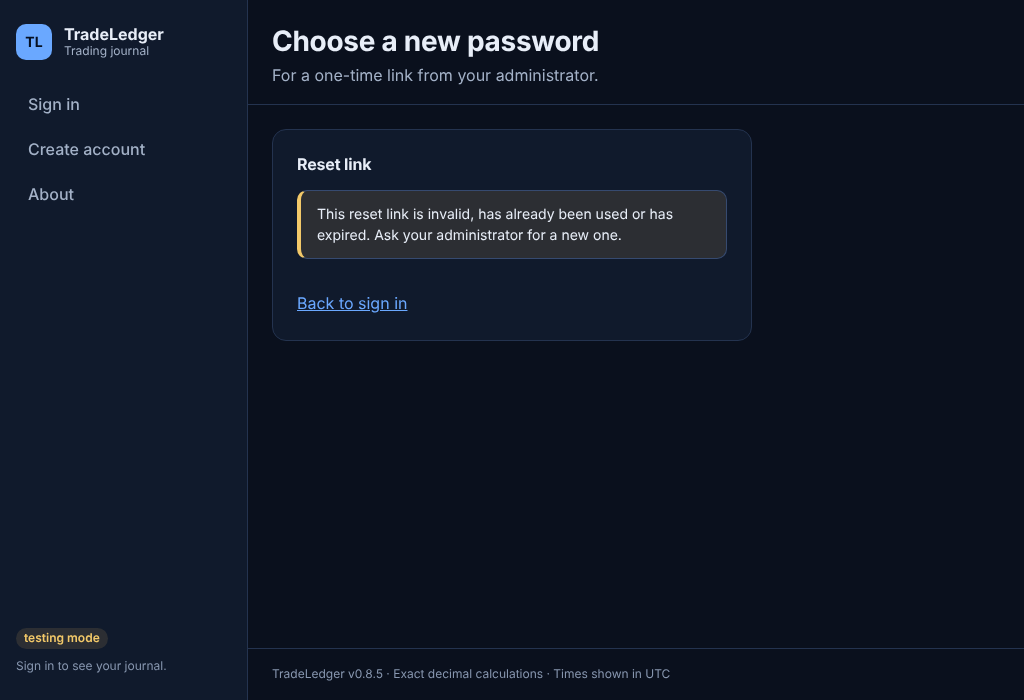 TL
TradeLedger
Trading journal
Sign in
Create account
About
testing mode
Sign in to see your journal.
Choose a new password
For a one-time link from your administrator.
Reset link
This reset link is invalid, has already been used or has
expired. Ask your administrator for a new one.
Back to sign in
TradeLedger v0.8.5 · Exact decimal calculations · Times shown in UTC